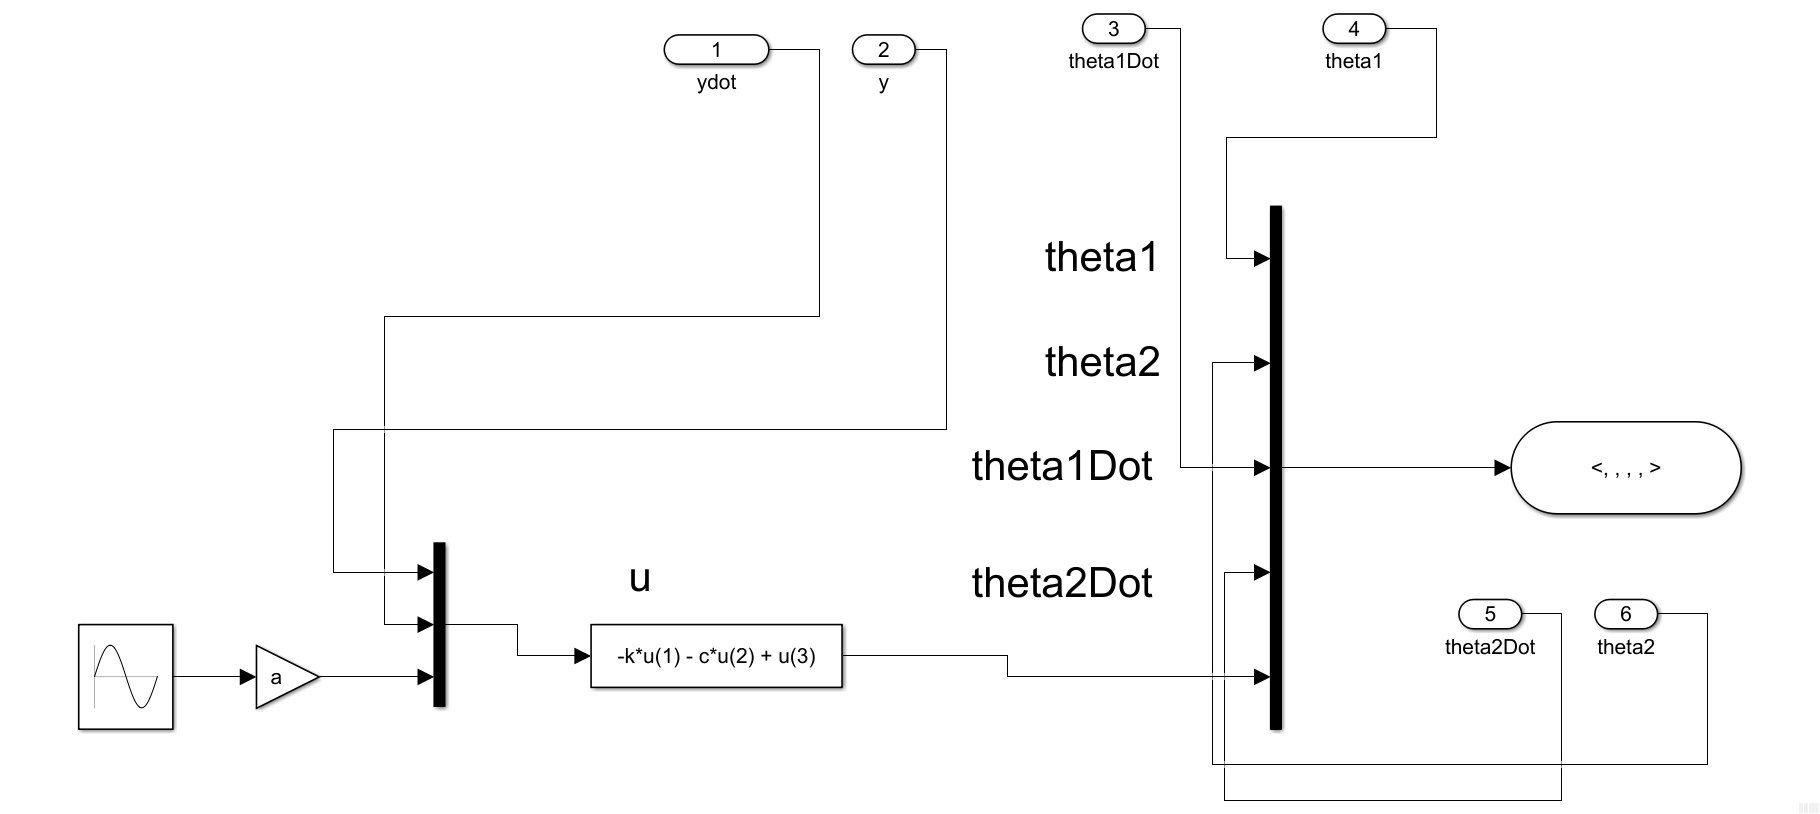 1
ydot
2
y
3
theta1Dot
4
theta1
theta1
theta2
theta1Dot
<, , , , >
u
theta2Dot
5
theta2Dot
6
theta2
a
-k*u(1) - c*u(2) + u(3)